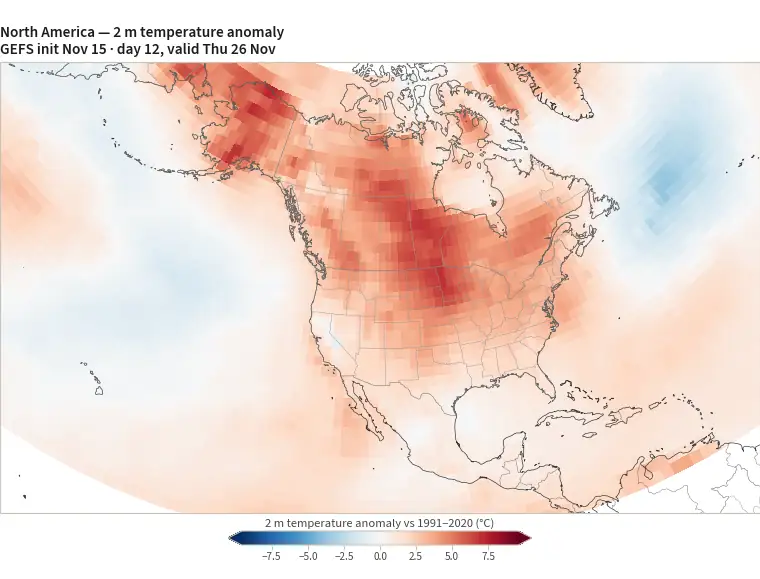 North America — 2 m temperature anomaly
GEFS init Nov 15 · day 12, valid Thu 26 Nov
2 m temperature anomaly vs 1991–2020 (°C)
−7.5 −5.0 −2.5 0.0 2.5 5.0 7.5